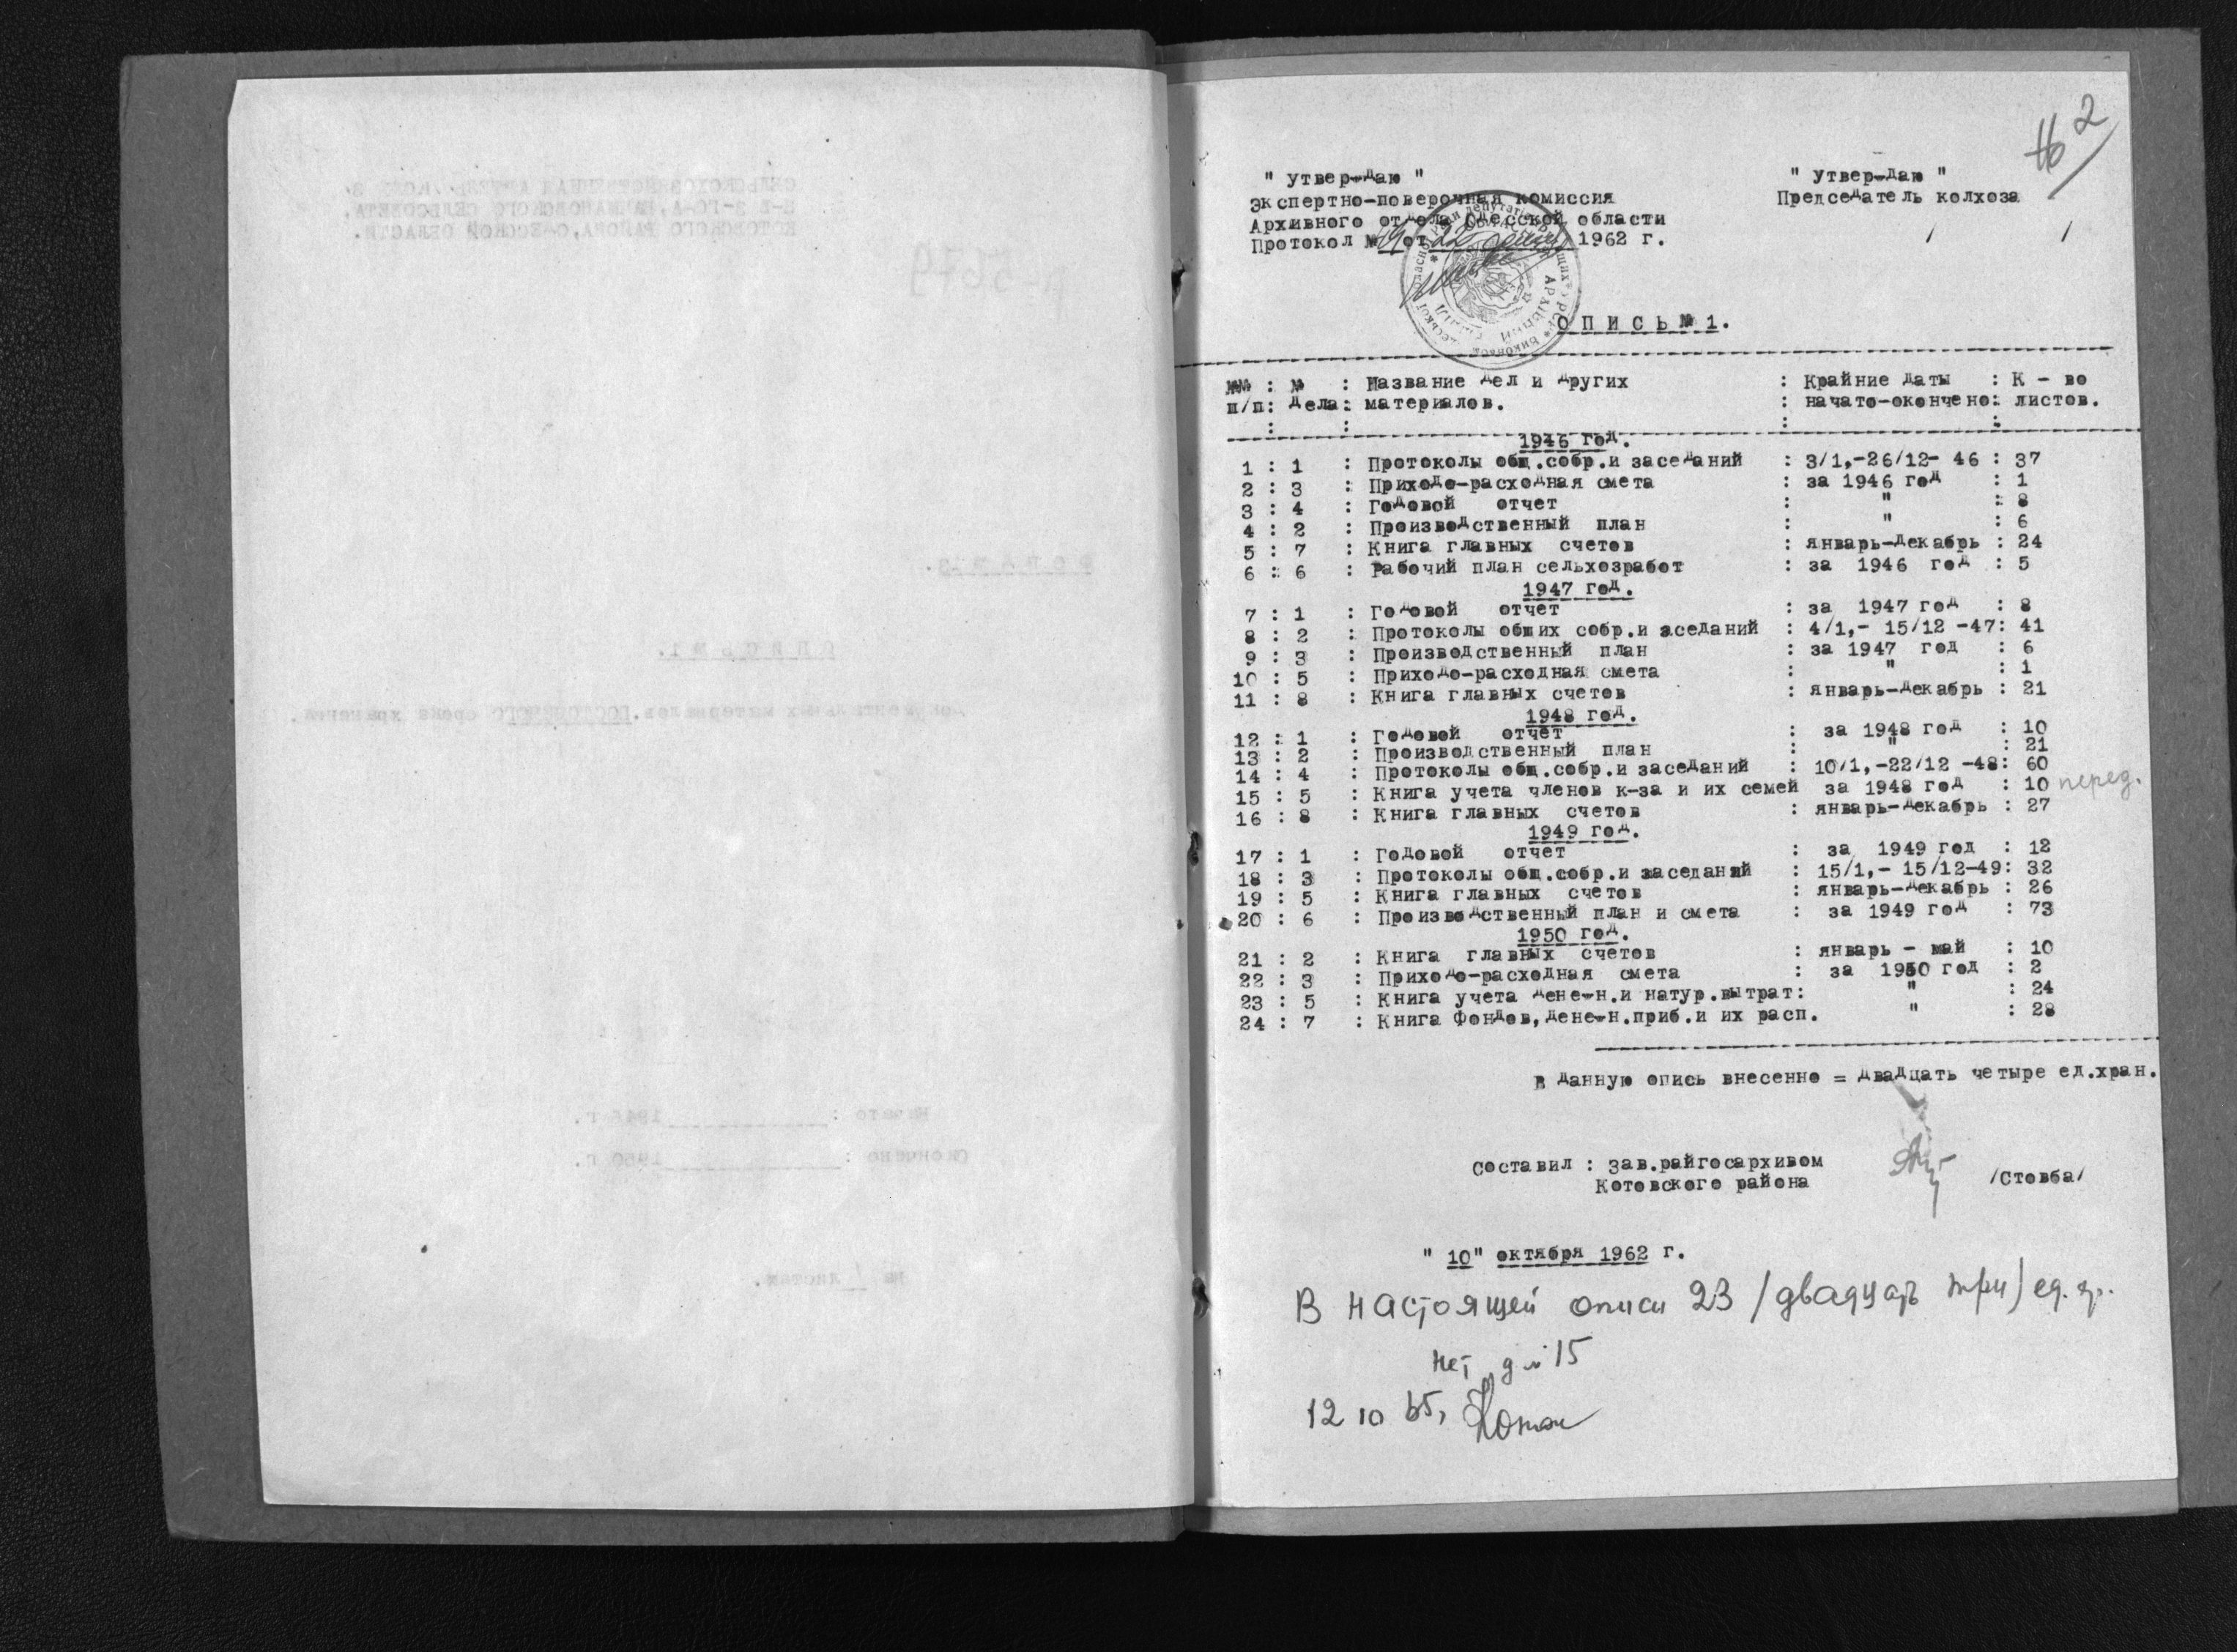 № 2
" утвер-даю "
экспертно-поверочная комиссия
Архивного отдела Одесской области
Протокол № 19 от 22 1962 г.
" утвер-даю "
Председатель колхоза
О П И С Ь № 1.
№№ : № : Название дел и других : Крайние даты : К - во
п/п: дела: материалов. : начато-окончено: листов.
1946 год.
1 : 1 : Протоколы общ.собр.и заседаний : 3/1,-26/12- 46 : 37
2 : 3 : Приходо-расходная смета : за 1946 год : 1
3 : 4 : Годовой отчет : " : 8
4 : 2 : Производственный план : " : 6
5 : 7 : Книга главных счетов : январь-декабрь : 24
6 : 6 : Рабочий план сельхозработ : за 1946 год : 5
1947 год.
7 : 1 : Годовой отчет : за 1947 год : 8
8 : 2 : Протоколы общих собр.и аседаний : 4/1,- 15/12 -47: 41
9 : 3 : Производственный план : за 1947 год : 6
10 : 5 : Приходо-расходная смета : " : 1
11 : 8 : Книга главных счетов : январь-декабрь : 21
1948 год.
12 : 1 : Годовой отчет : за 1948 год : 10
13 : 2 : Производственный план : " : 21
14 : 4 : Протоколы общ.собр.и заседаний : 10/1,-22/12 -48: 60
15 : 5 : Книга учета членов к-за и их семей за 1948 год : 10 перед.
16 : 8 : Книга главных счетов : январь-декабрь : 27
1949 год.
17 : 1 : Годовой отчет : за 1949 год : 12
18 : 3 : Протоколы общ.собр.и заседаний : 15/1,- 15/12-49: 32
19 : 5 : Книга главных счетов : январь-декабрь : 26
20 : 6 : Производственный план и смета : за 1949 год : 73
1950 год.
21 : 2 : Книга главных счетов : январь - май : 10
22 : 3 : Приходо-расходная смета : за 1950 год : 2
23 : 5 : Книга учета дене-н.и натур.вытрат: " : 24
24 : 7 : Книга Фондов,дене-н.приб.и их расп. " : 28
в данную опись внесенно = двадцать четыре ед.хран.
Составил : зав.райгосархивом
Котовского района /Стовба/
" 10" октября 1962 г.
В настоящей описи 23 /двадцать три) ед. хр.
нет д № 15
12 10 65,